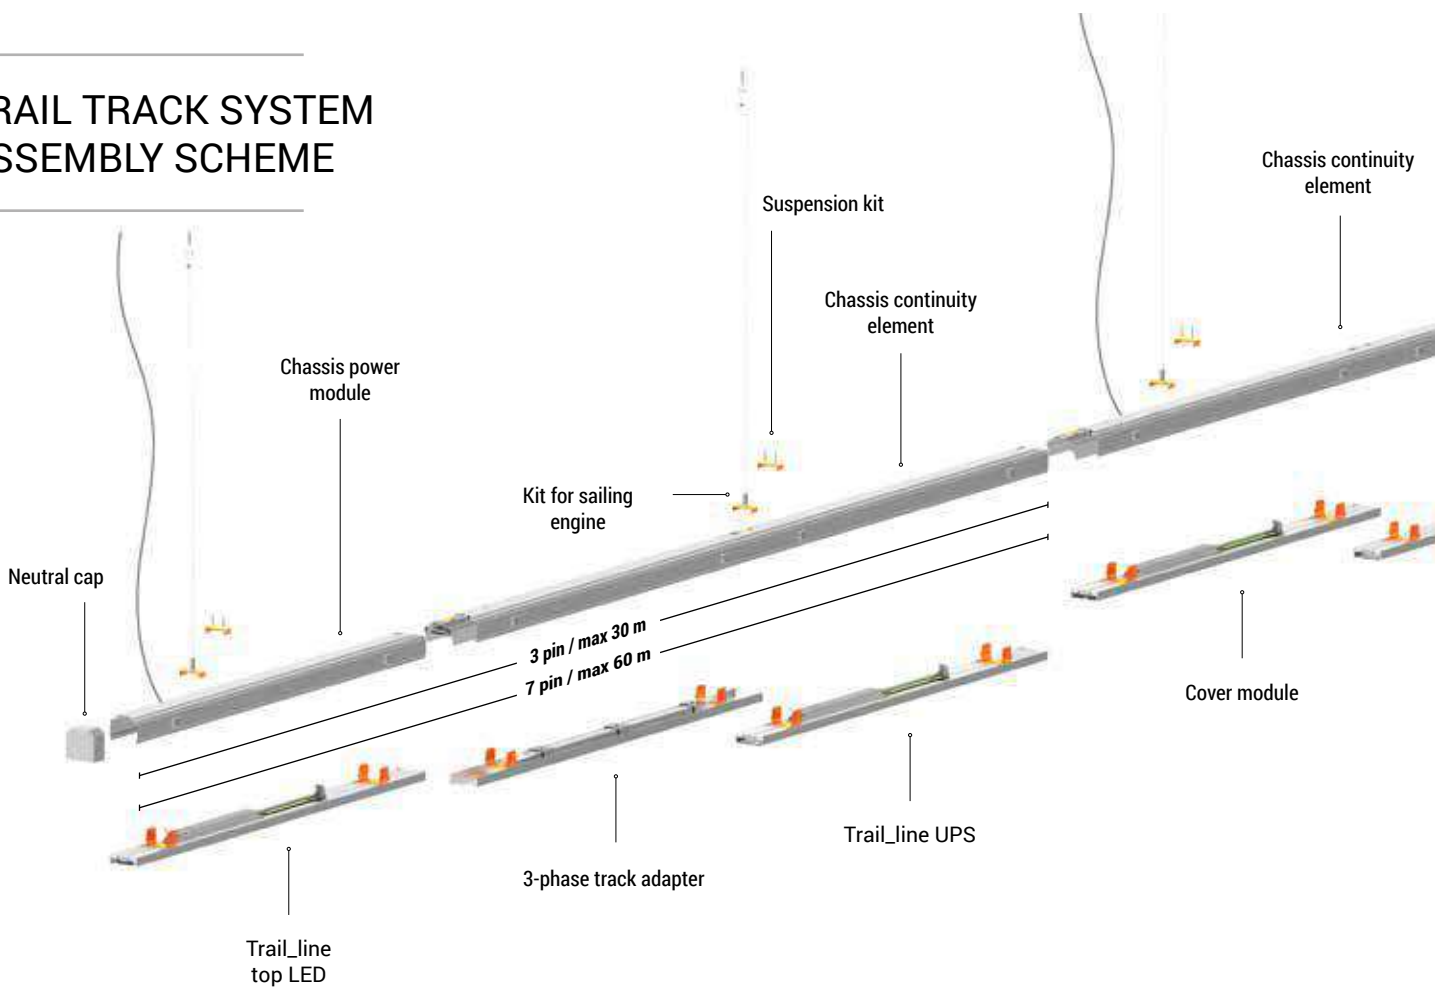 RAIL TRACK SYSTEM
SSEMBLY SCHEME
Chassis continuity
element
Suspension kit
Chassis continuity
element
Chassis power
module
Kit for sailing
engine
Neutral cap
3 pin / max 30 m
7 pin / max 60 m
Cover module
Trail_line UPS
3-phase track adapter
Trail_line
top LED